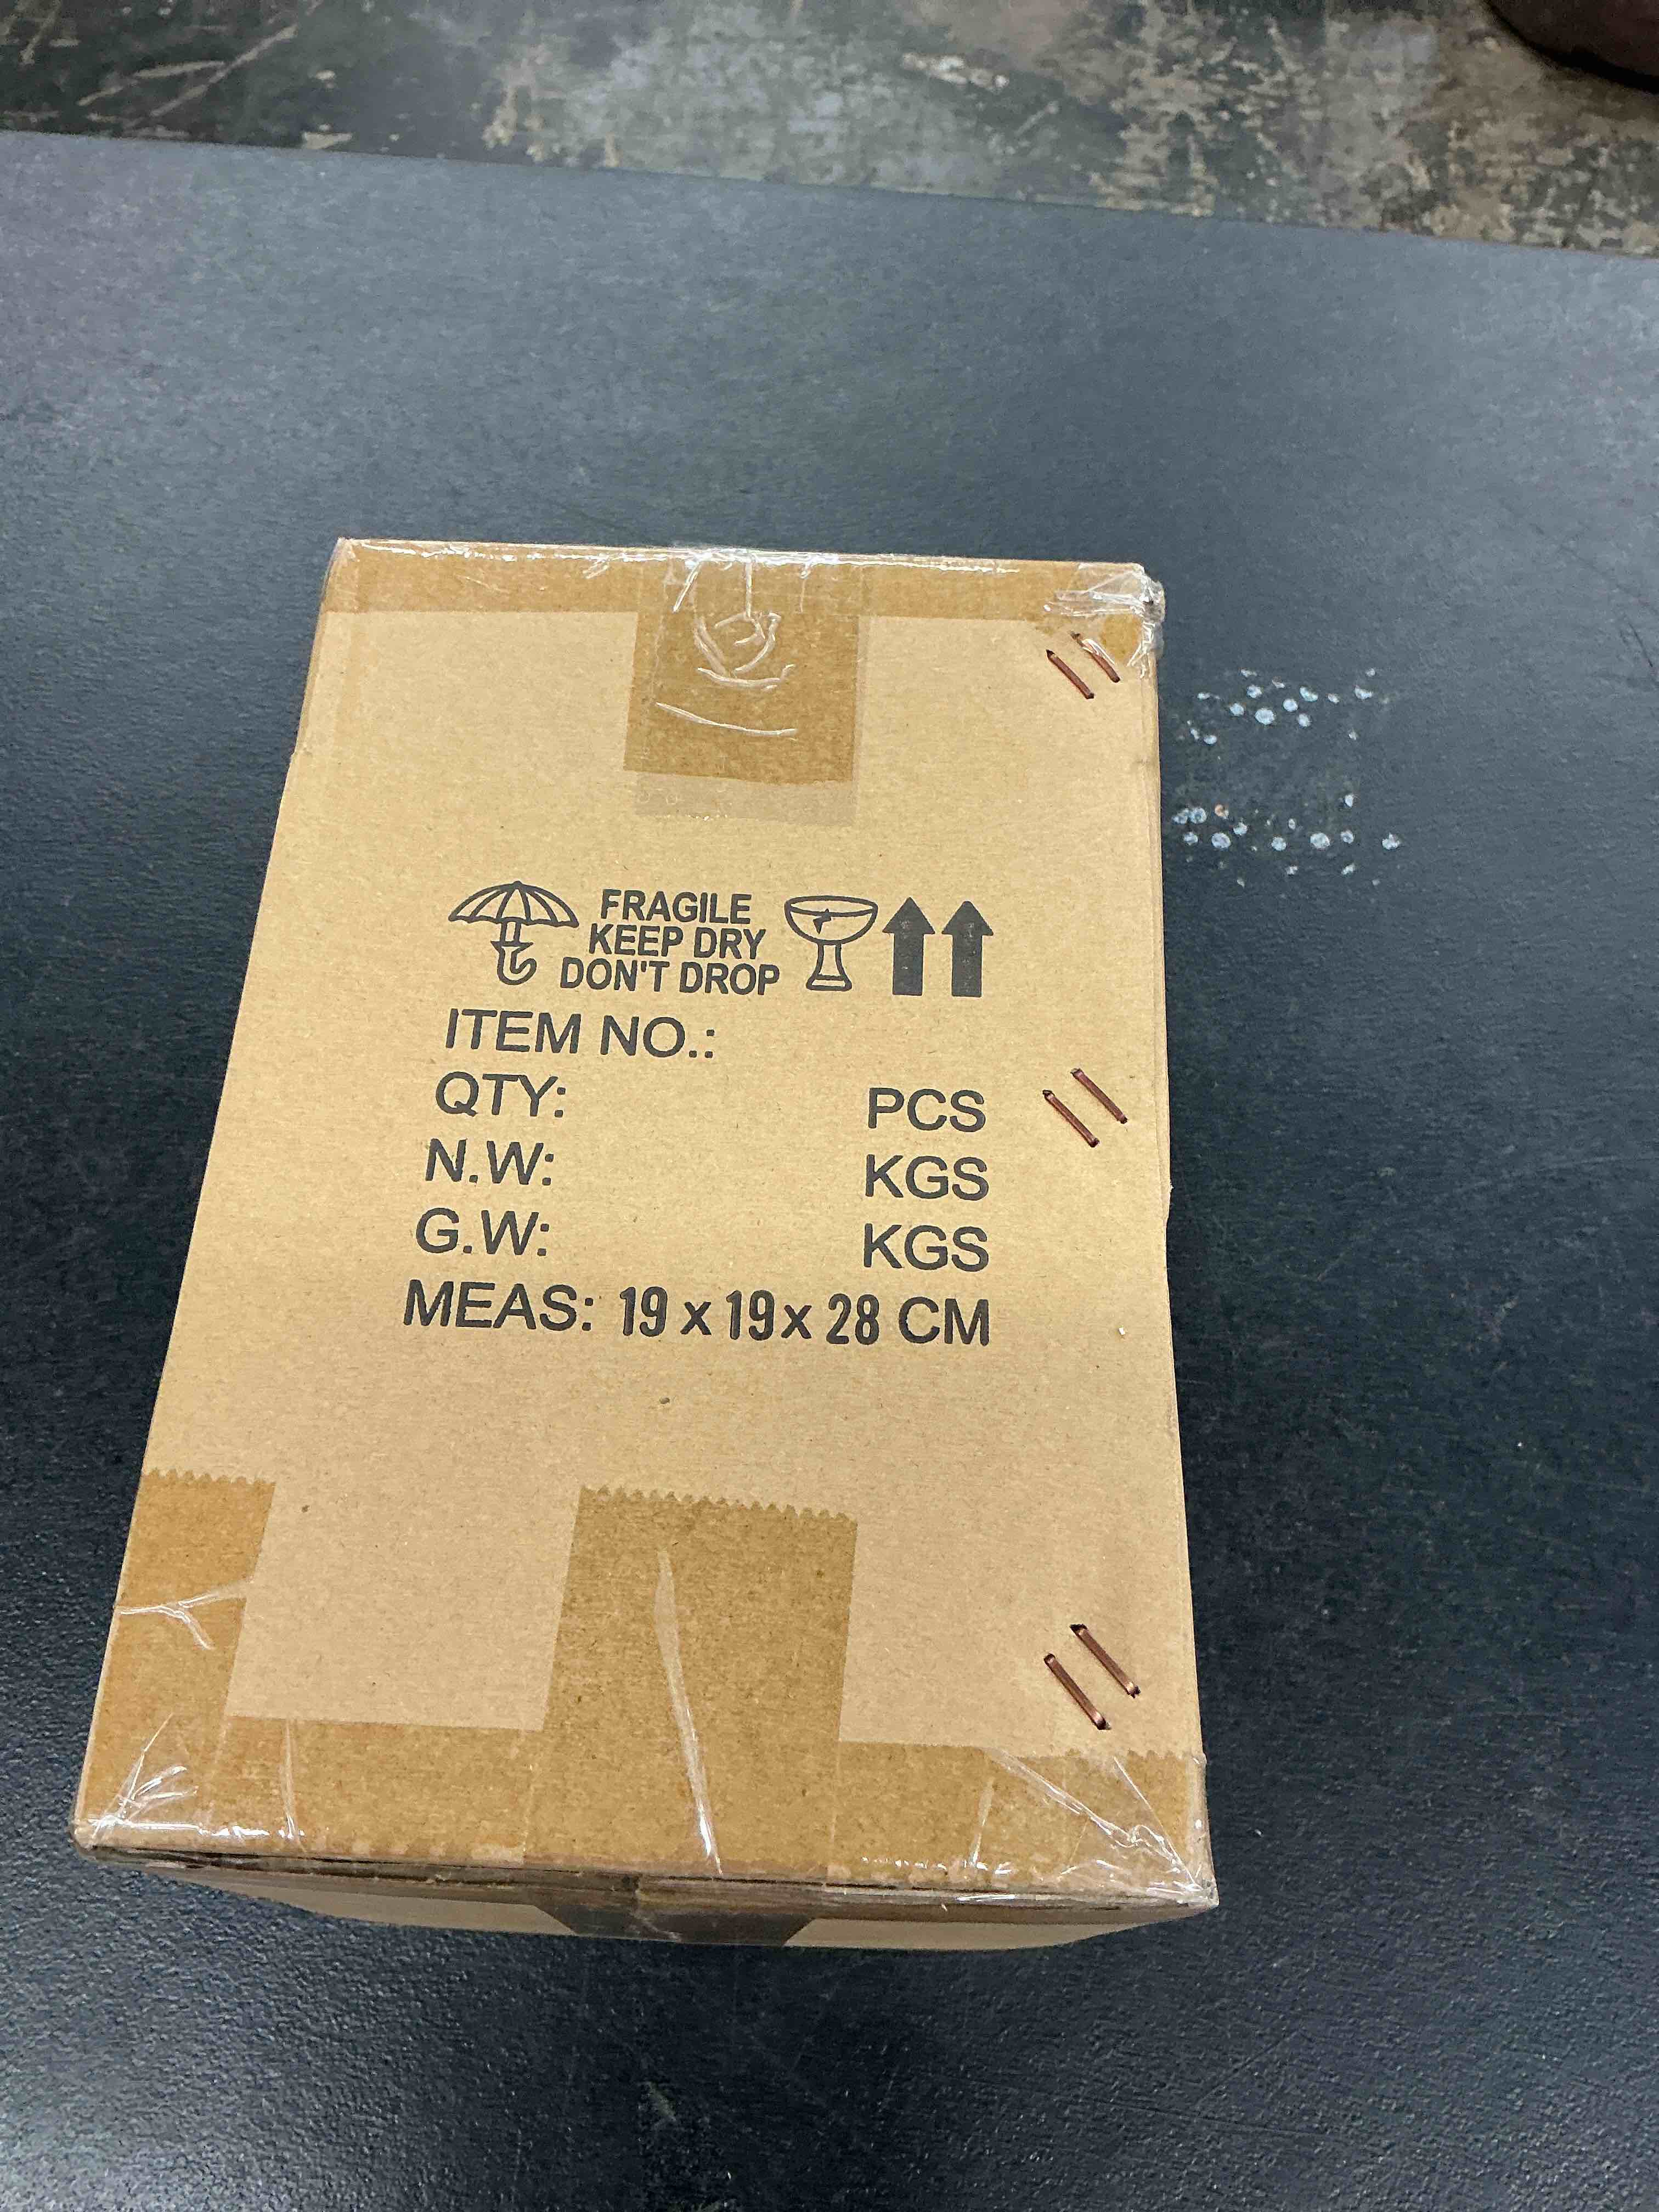 FRAGILE
KEEP DRY
DON'T DROP
ITEM NO.:
QTY: PCS
N.W: KGS
G.W: KGS
MEAS: 19 x 19 x 28 CM